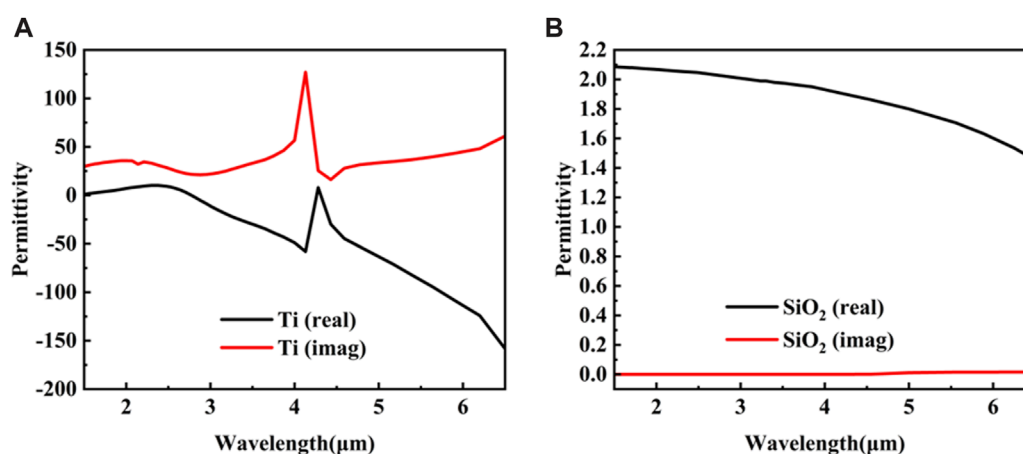 A
150
100
50
0
-50
-100
-150
-200
Permittivity
Ti (real)
Ti (imag)
2 3 4 5 6
Wavelength(μm)
B
2.2
2.0
1.8
1.6
1.4
1.2
1.0
0.8
0.6
0.4
0.2
0.0
Permittivity
SiO₂ (real)
SiO₂ (imag)
2 3 4 5 6
Wavelength(μm)